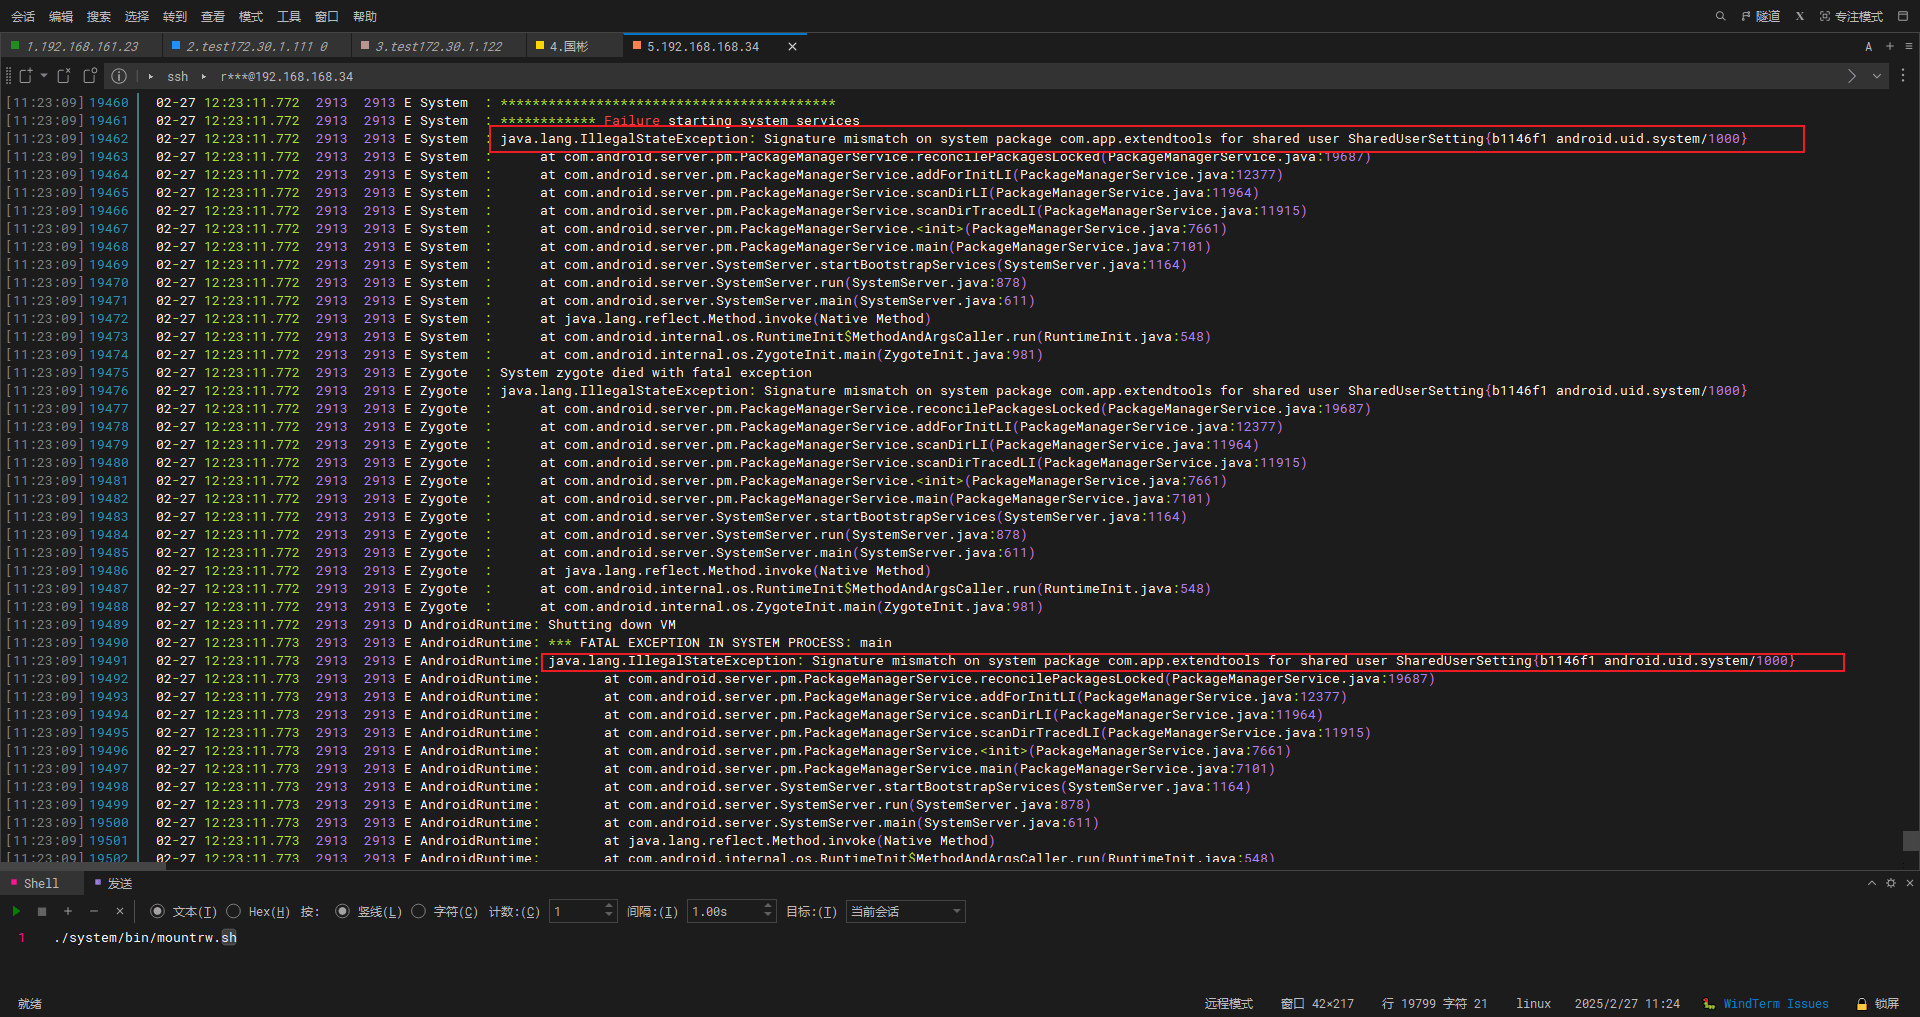 会话 编辑 搜索 选择 转到 查看 模式 工具 窗口 帮助 隧道 X 专注模式
1.192.168.161.23 2.test172.30.1.111 0 3.test172.30.1.122 4.国彬 5.192.168.168.34 A
ssh r***@192.168.168.34
[11:23:09] 19460 02-27 12:23:11.772 2913 2913 E System : ******************************************
[11:23:09] 19461 02-27 12:23:11.772 2913 2913 E System : ************ Failure starting system services
[11:23:09] 19462 02-27 12:23:11.772 2913 2913 E System : java.lang.IllegalStateException: Signature mismatch on system package com.app.extendtools for shared user SharedUserSetting{b1146f1 android.uid.system/1000}
[11:23:09] 19463 02-27 12:23:11.772 2913 2913 E System : at com.android.server.pm.PackageManagerService.reconcilePackagesLocked(PackageManagerService.java:19687)
[11:23:09] 19464 02-27 12:23:11.772 2913 2913 E System : at com.android.server.pm.PackageManagerService.addForInitLI(PackageManagerService.java:12377)
[11:23:09] 19465 02-27 12:23:11.772 2913 2913 E System : at com.android.server.pm.PackageManagerService.scanDirLI(PackageManagerService.java:11964)
[11:23:09] 19466 02-27 12:23:11.772 2913 2913 E System : at com.android.server.pm.PackageManagerService.scanDirTracedLI(PackageManagerService.java:11915)
[11:23:09] 19467 02-27 12:23:11.772 2913 2913 E System : at com.android.server.pm.PackageManagerService.<init>(PackageManagerService.java:7661)
[11:23:09] 19468 02-27 12:23:11.772 2913 2913 E System : at com.android.server.pm.PackageManagerService.main(PackageManagerService.java:7101)
[11:23:09] 19469 02-27 12:23:11.772 2913 2913 E System : at com.android.server.SystemServer.startBootstrapServices(SystemServer.java:1164)
[11:23:09] 19470 02-27 12:23:11.772 2913 2913 E System : at com.android.server.SystemServer.run(SystemServer.java:878)
[11:23:09] 19471 02-27 12:23:11.772 2913 2913 E System : at com.android.server.SystemServer.main(SystemServer.java:611)
[11:23:09] 19472 02-27 12:23:11.772 2913 2913 E System : at java.lang.reflect.Method.invoke(Native Method)
[11:23:09] 19473 02-27 12:23:11.772 2913 2913 E System : at com.android.internal.os.RuntimeInit$MethodAndArgsCaller.run(RuntimeInit.java:548)
[11:23:09] 19474 02-27 12:23:11.772 2913 2913 E System : at com.android.internal.os.ZygoteInit.main(ZygoteInit.java:981)
[11:23:09] 19475 02-27 12:23:11.772 2913 2913 E Zygote : System zygote died with fatal exception
[11:23:09] 19476 02-27 12:23:11.772 2913 2913 E Zygote : java.lang.IllegalStateException: Signature mismatch on system package com.app.extendtools for shared user SharedUserSetting{b1146f1 android.uid.system/1000}
[11:23:09] 19477 02-27 12:23:11.772 2913 2913 E Zygote : at com.android.server.pm.PackageManagerService.reconcilePackagesLocked(PackageManagerService.java:19687)
[11:23:09] 19478 02-27 12:23:11.772 2913 2913 E Zygote : at com.android.server.pm.PackageManagerService.addForInitLI(PackageManagerService.java:12377)
[11:23:09] 19479 02-27 12:23:11.772 2913 2913 E Zygote : at com.android.server.pm.PackageManagerService.scanDirLI(PackageManagerService.java:11964)
[11:23:09] 19480 02-27 12:23:11.772 2913 2913 E Zygote : at com.android.server.pm.PackageManagerService.scanDirTracedLI(PackageManagerService.java:11915)
[11:23:09] 19481 02-27 12:23:11.772 2913 2913 E Zygote : at com.android.server.pm.PackageManagerService.<init>(PackageManagerService.java:7661)
[11:23:09] 19482 02-27 12:23:11.772 2913 2913 E Zygote : at com.android.server.pm.PackageManagerService.main(PackageManagerService.java:7101)
[11:23:09] 19483 02-27 12:23:11.772 2913 2913 E Zygote : at com.android.server.SystemServer.startBootstrapServices(SystemServer.java:1164)
[11:23:09] 19484 02-27 12:23:11.772 2913 2913 E Zygote : at com.android.server.SystemServer.run(SystemServer.java:878)
[11:23:09] 19485 02-27 12:23:11.772 2913 2913 E Zygote : at com.android.server.SystemServer.main(SystemServer.java:611)
[11:23:09] 19486 02-27 12:23:11.772 2913 2913 E Zygote : at java.lang.reflect.Method.invoke(Native Method)
[11:23:09] 19487 02-27 12:23:11.772 2913 2913 E Zygote : at com.android.internal.os.RuntimeInit$MethodAndArgsCaller.run(RuntimeInit.java:548)
[11:23:09] 19488 02-27 12:23:11.772 2913 2913 E Zygote : at com.android.internal.os.ZygoteInit.main(ZygoteInit.java:981)
[11:23:09] 19489 02-27 12:23:11.772 2913 2913 D AndroidRuntime: Shutting down VM
[11:23:09] 19490 02-27 12:23:11.773 2913 2913 E AndroidRuntime: *** FATAL EXCEPTION IN SYSTEM PROCESS: main
[11:23:09] 19491 02-27 12:23:11.773 2913 2913 E AndroidRuntime: java.lang.IllegalStateException: Signature mismatch on system package com.app.extendtools for shared user SharedUserSetting{b1146f1 android.uid.system/1000}
[11:23:09] 19492 02-27 12:23:11.773 2913 2913 E AndroidRuntime: at com.android.server.pm.PackageManagerService.reconcilePackagesLocked(PackageManagerService.java:19687)
[11:23:09] 19493 02-27 12:23:11.773 2913 2913 E AndroidRuntime: at com.android.server.pm.PackageManagerService.addForInitLI(PackageManagerService.java:12377)
[11:23:09] 19494 02-27 12:23:11.773 2913 2913 E AndroidRuntime: at com.android.server.pm.PackageManagerService.scanDirLI(PackageManagerService.java:11964)
[11:23:09] 19495 02-27 12:23:11.773 2913 2913 E AndroidRuntime: at com.android.server.pm.PackageManagerService.scanDirTracedLI(PackageManagerService.java:11915)
[11:23:09] 19496 02-27 12:23:11.773 2913 2913 E AndroidRuntime: at com.android.server.pm.PackageManagerService.<init>(PackageManagerService.java:7661)
[11:23:09] 19497 02-27 12:23:11.773 2913 2913 E AndroidRuntime: at com.android.server.pm.PackageManagerService.main(PackageManagerService.java:7101)
[11:23:09] 19498 02-27 12:23:11.773 2913 2913 E AndroidRuntime: at com.android.server.SystemServer.startBootstrapServices(SystemServer.java:1164)
[11:23:09] 19499 02-27 12:23:11.773 2913 2913 E AndroidRuntime: at com.android.server.SystemServer.run(SystemServer.java:878)
[11:23:09] 19500 02-27 12:23:11.773 2913 2913 E AndroidRuntime: at com.android.server.SystemServer.main(SystemServer.java:611)
[11:23:09] 19501 02-27 12:23:11.773 2913 2913 E AndroidRuntime: at java.lang.reflect.Method.invoke(Native Method)
[11:23:09] 19502 02-27 12:23:11.773 2913 2913 E AndroidRuntime: at com.android.internal.os.RuntimeInit$MethodAndArgsCaller.run(RuntimeInit.java:548)
Shell 发送
文本(T) Hex(H) 按: 竖线(L) 字符(C) 计数:(C) 1 间隔:(I) 1.00s 目标:(T) 当前会话
1 ./system/bin/mountrw.sh
就绪 远程模式 窗口 42×217 行 19799 字符 21 linux 2025/2/27 11:24 WindTerm Issues 锁屏